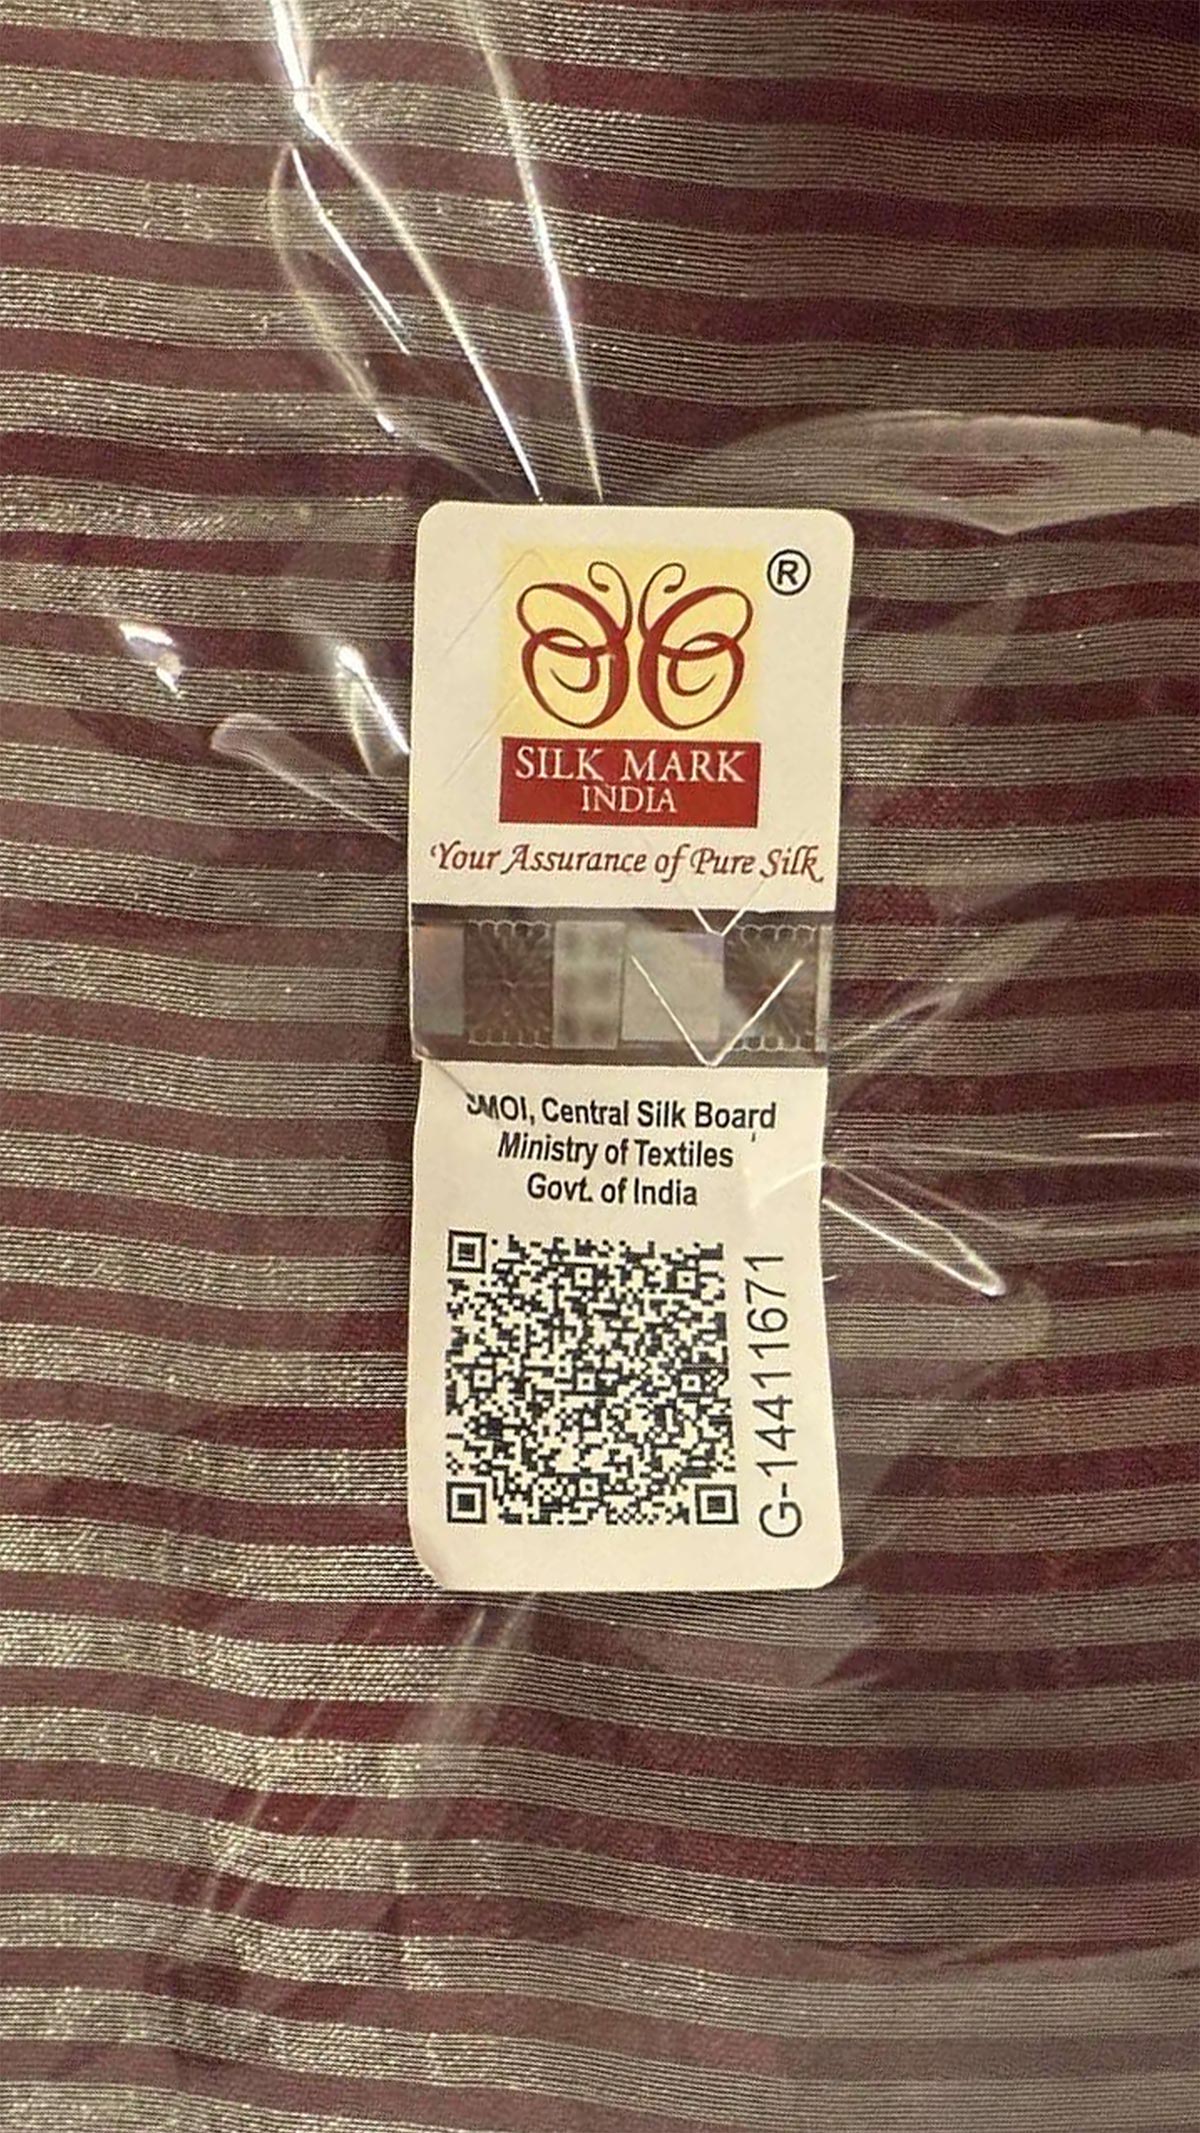 ®
SILK MARK
INDIA
Your Assurance of Pure Silk
SMOI, Central Silk Board
Ministry of Textiles
Govt. of India
G-14411671